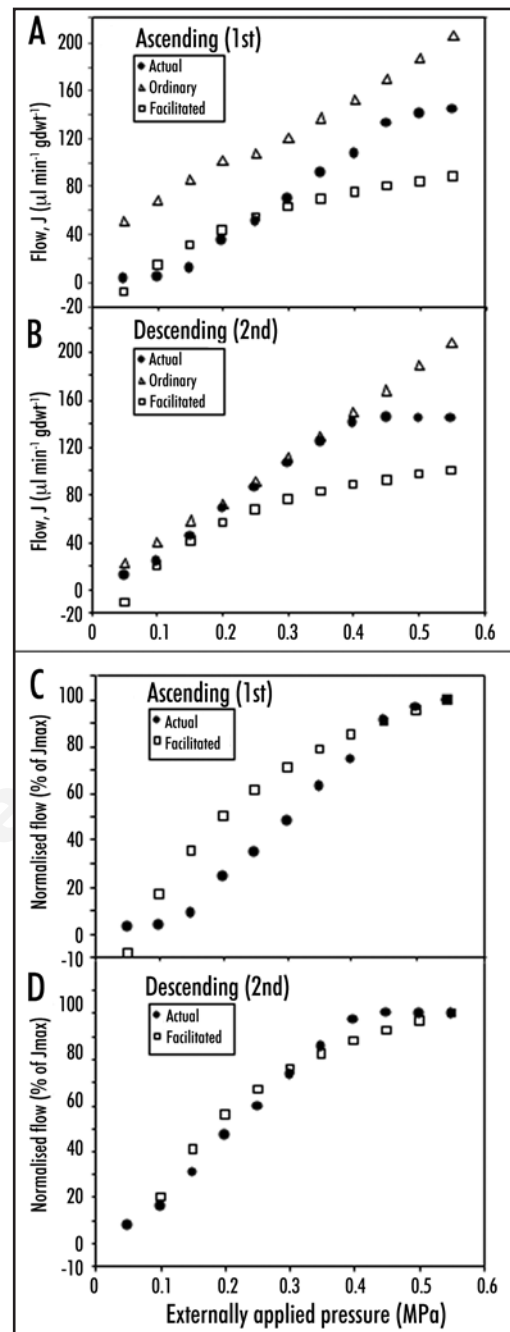 A
Ascending (1st)
Actual
Ordinary
Facilitated
200
160
120
80
40
0
-20
Flow, J (µl min-1 gdwt-1)
B
Descending (2nd)
Actual
Ordinary
Facilitated
200
160
120
80
40
0
-20
Flow, J (µl min-1 gdwt-1)
0 0.1 0.2 0.3 0.4 0.5 0.6
C
Ascending (1st)
Actual
Facilitated
100
80
60
40
20
0
-10
Normalised flow (% of Jmax)
D
Descending (2nd)
Actual
Facilitated
100
80
60
40
20
0
-10
Normalised flow (% of Jmax)
0 0.1 0.2 0.3 0.4 0.5 0.6
Externally applied pressure (MPa)